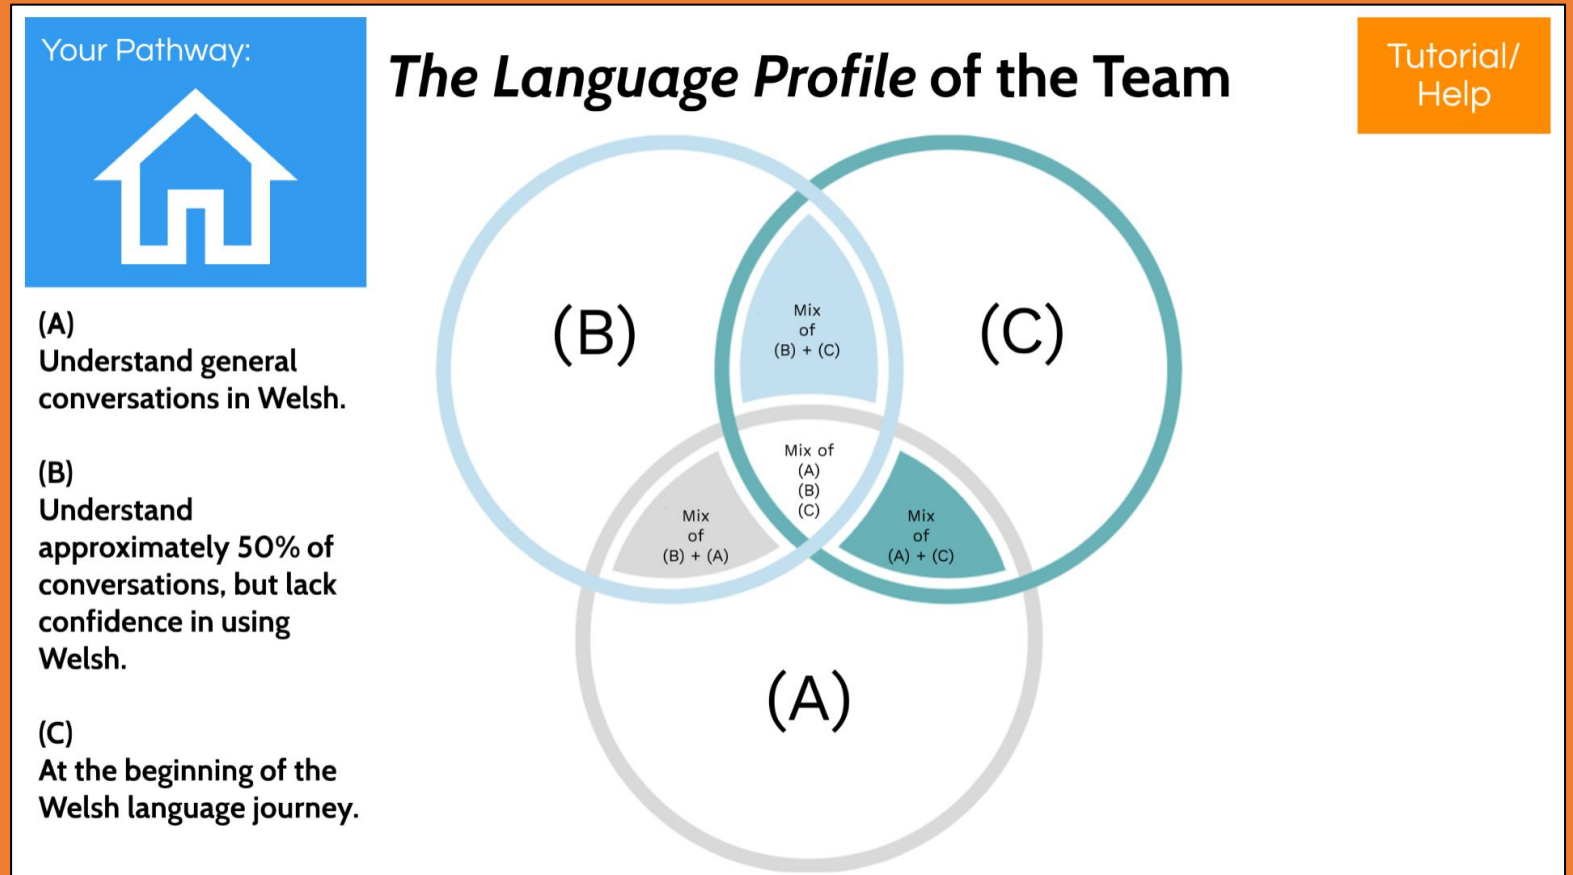 Your Pathway:
The Language Profile of the Team
Tutorial/
Help
(A)
Understand general
conversations in Welsh.
(B)
Understand
approximately 50% of
conversations, but lack
confidence in using
Welsh.
(C)
At the beginning of the
Welsh language journey.
(B)
(C)
Mix
of
(B) + (C)
Mix of
(A)
(B)
(C)
Mix
of
(B) + (A)
Mix
of
(A) + (C)
(A)